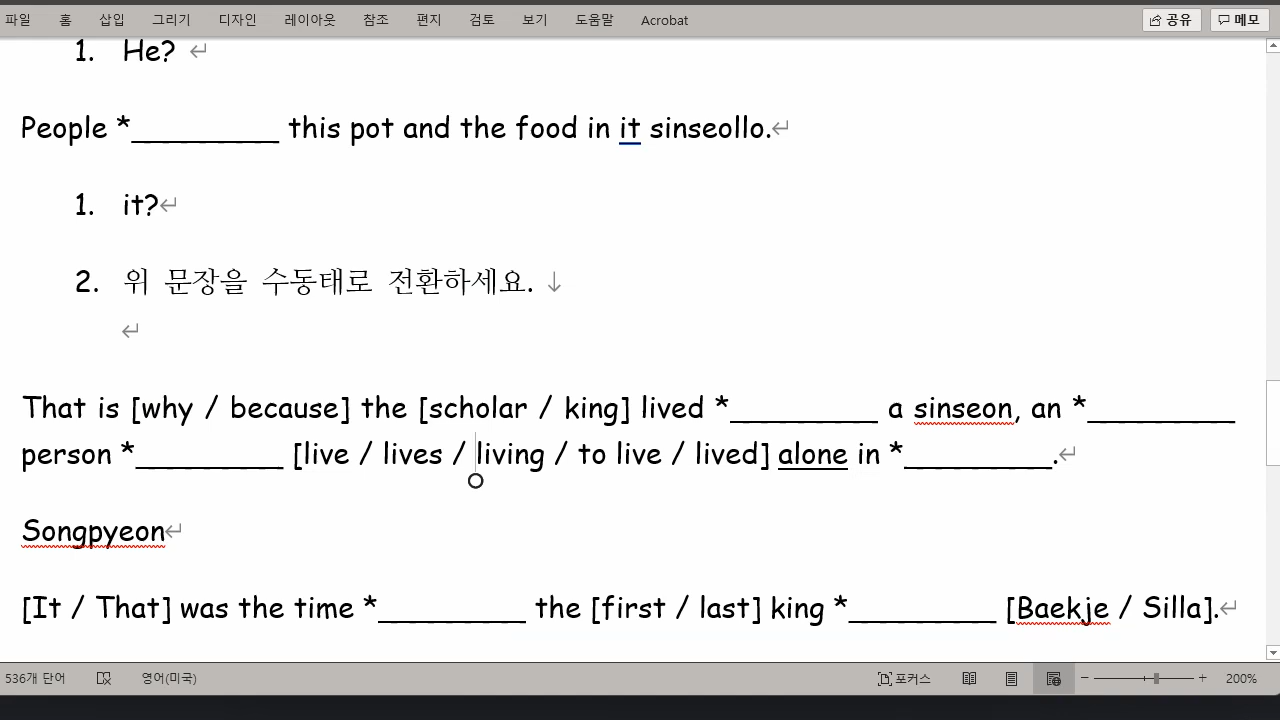 파일 홈 삽입 그리기 디자인 레이아웃 참조 편지 검토 보기 도움말 Acrobat 공유 메모
1. He?
People *________ this pot and the food in it sinseollo.
1. it?
2. 위 문장을 수동태로 전환하세요.
That is [why / because] the [scholar / king] lived *________ a sinseon, an *________
person *________ [live / lives / living / to live / lived] alone in *________.
Songpyeon
[It / That] was the time *________ the [first / last] king *________ [Baekje / Silla].
536개 단어 영어(미국) 포커스 200%